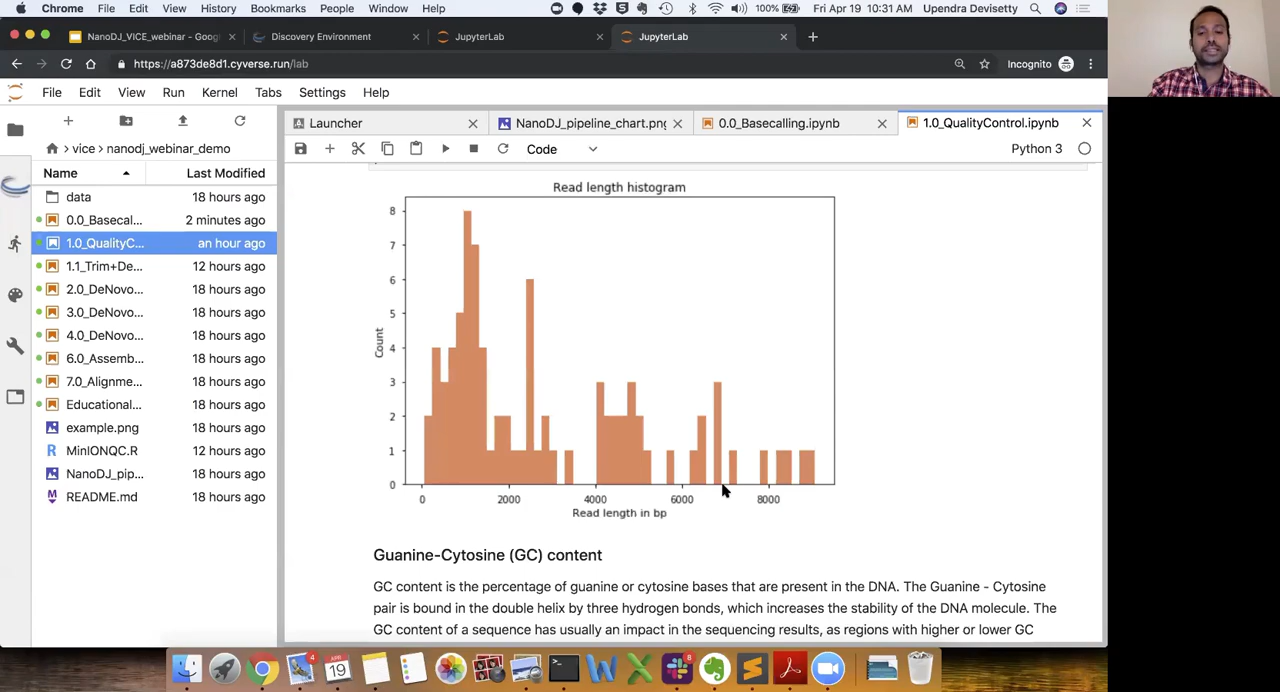 Chrome File Edit View History Bookmarks People Window Help 100% Fri Apr 19 10:31 AM Upendra Devisetty
NanoDJ_VICE_webinar - Goog Discovery Environment JupyterLab JupyterLab
https://a873de8d1.cyverse.run/lab Incognito
File Edit View Run Kernel Tabs Settings Help
Launcher NanoDJ_pipeline_chart.png 0.0_Basecalling.ipynb 1.0_QualityControl.ipynb
Code Python 3
vice nanodj_webinar_demo
Name Last Modified
data 18 hours ago
0.0_Basecal... 2 minutes ago
1.0_QualityC... an hour ago
1.1_Trim+De... 12 hours ago
2.0_DeNovo... 18 hours ago
3.0_DeNovo... 18 hours ago
4.0_DeNovo... 18 hours ago
6.0_Assemb... 18 hours ago
7.0_Alignme... 18 hours ago
Educational... 18 hours ago
example.png 18 hours ago
MinIONQC.R 12 hours ago
NanoDJ_pip... 18 hours ago
README.md 18 hours ago
Read length histogram
8
7
6
5
4
3
2
1
0
Count
0 2000 4000 6000 8000
Read length in bp
Guanine-Cytosine (GC) content
GC content is the percentage of guanine or cytosine bases that are present in the DNA. The Guanine - Cytosine
pair is bound in the double helix by three hydrogen bonds, which increases the stability of the DNA molecule. The
GC content of a sequence has usually an impact in the sequencing results, as regions with higher or lower GC
4
APR
19
8